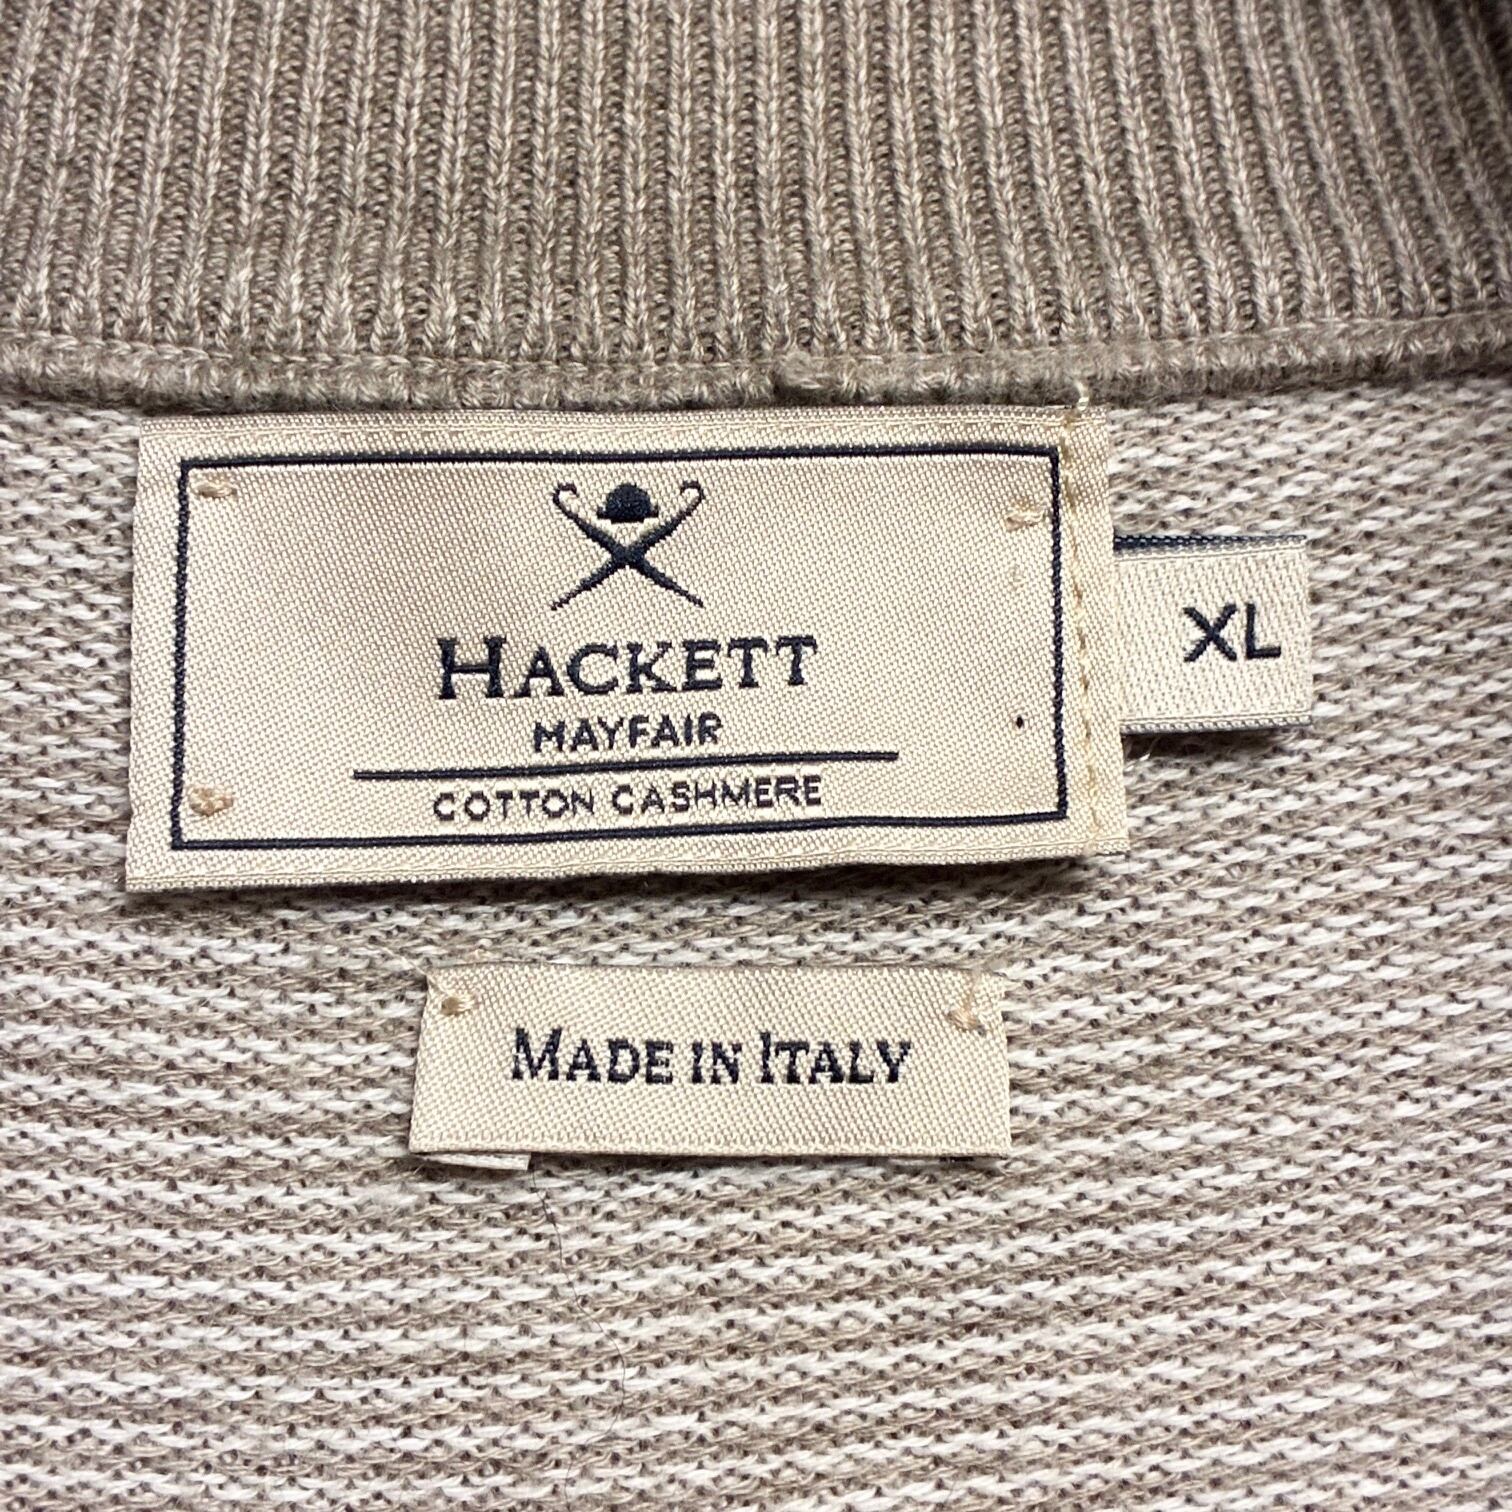 HACKETT
MAYFAIR
COTTON CASHMERE
XL
MADE IN ITALY